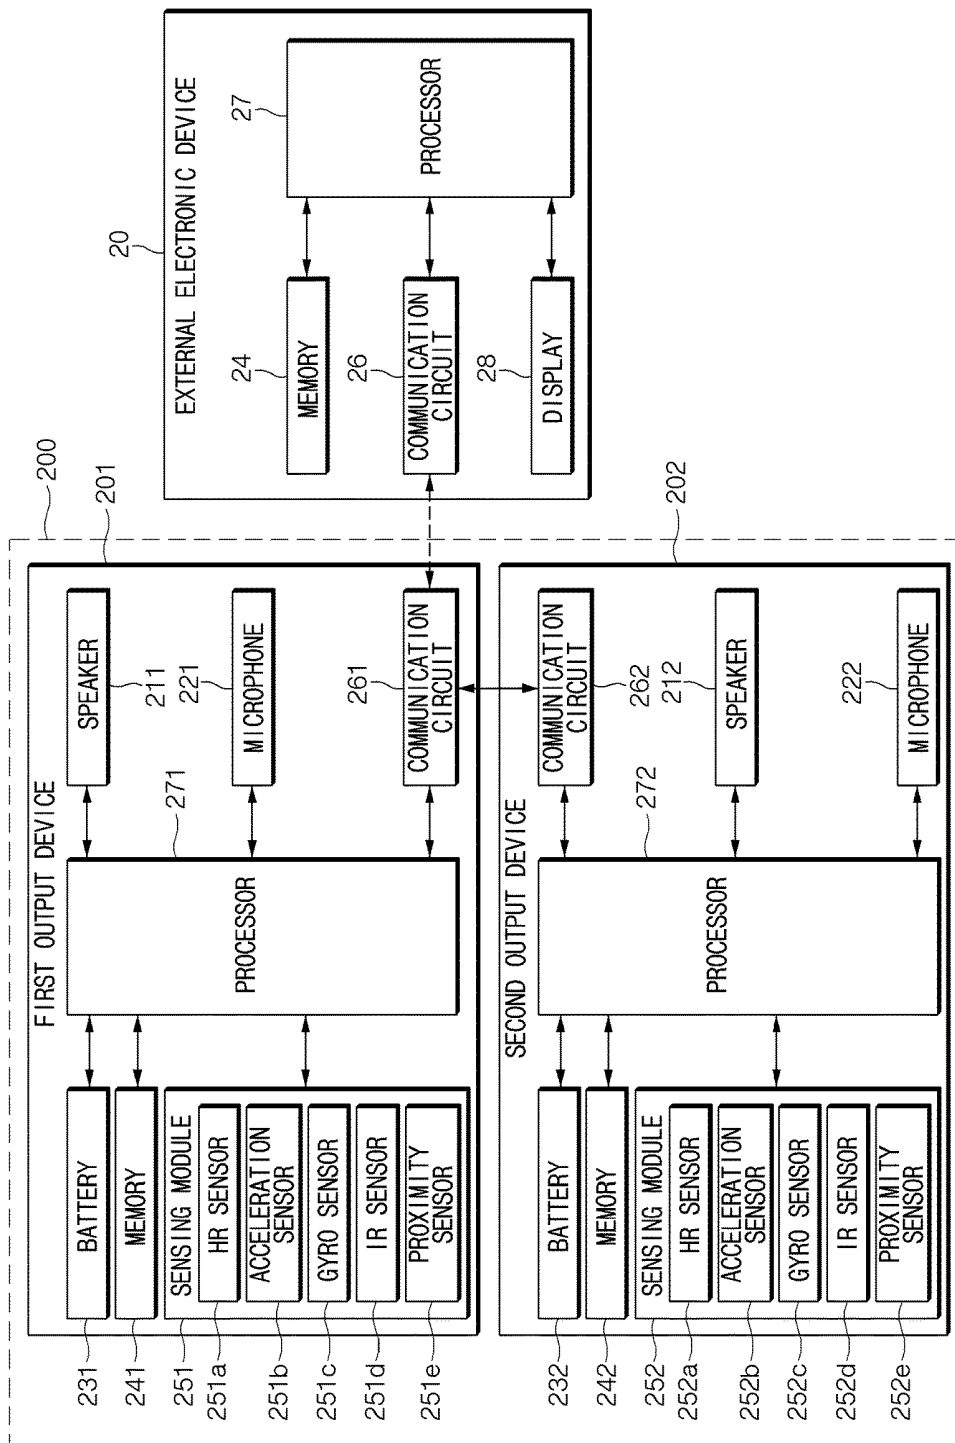 200
FIRST OUTPUT DEVICE
201
231
BATTERY
241
MEMORY
251
SENSING MODULE
251a
HR SENSOR
251b
ACCELERATION
SENSOR
251c
GYRO SENSOR
251d
IR SENSOR
251e
PROXIMITY
SENSOR
271
PROCESSOR
SPEAKER
211
221
MICROPHONE
261
COMMUNICATION
CIRCUIT
SECOND OUTPUT DEVICE
202
232
BATTERY
242
MEMORY
252
SENSING MODULE
252a
HR SENSOR
252b
ACCELERATION
SENSOR
252c
GYRO SENSOR
252d
IR SENSOR
252e
PROXIMITY
SENSOR
272
PROCESSOR
COMMUNICATION
CIRCUIT
262
212
SPEAKER
222
MICROPHONE
20
EXTERNAL ELECTRONIC DEVICE
24
MEMORY
26
COMMUNICATION
CIRCUIT
28
DISPLAY
27
PROCESSOR